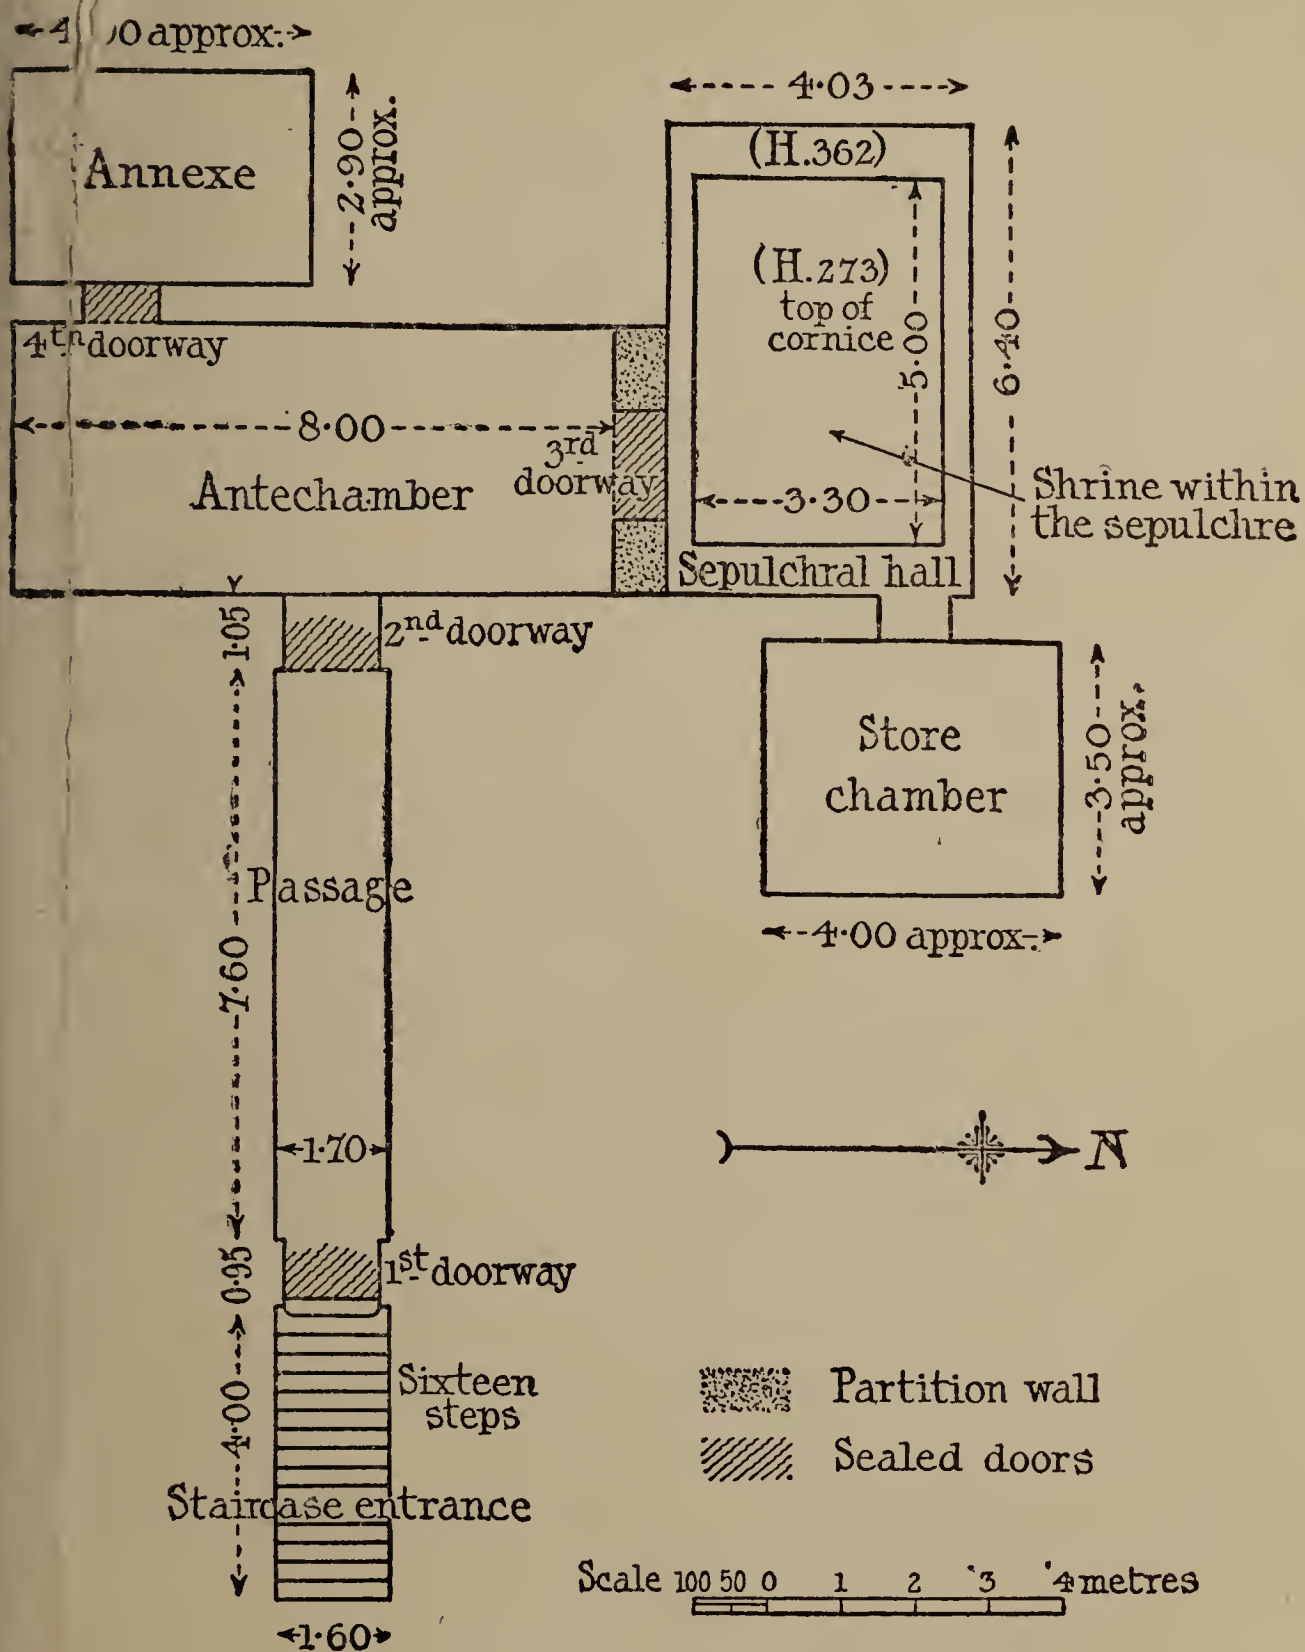 approx.
4·03
Annexe
2·90
approx.
(H.362)
(H.273)
top of
cornice
5·00
6·40
4th doorway
8·00
3rd
doorway
Antechamber
3·30
Shrine within
the sepulchre
Sepulchral hall
1·05
2nd doorway
Store
chamber
3·50
approx.
4·00 approx.
Passage
7·60
1·70
N
0·95
1st doorway
Sixteen
steps
4·00
Staircase entrance
1·60
Partition wall
Sealed doors
Scale 100 50 0 1 2 3 4 metres